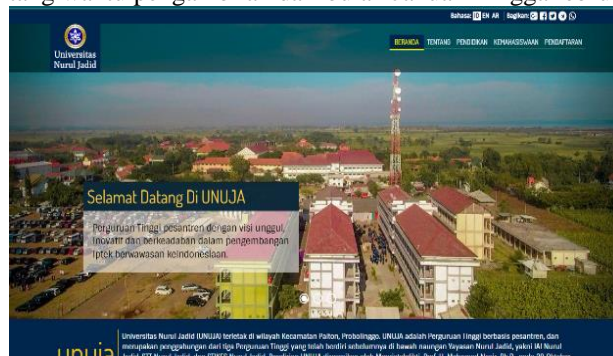 Bahasa: ID EN AR Bagikan:
Universitas
Nurul Jadid
BERANDA TENTANG PENDIDIKAN KEMAHASISWAAN PENDAFTARAN
Selamat Datang Di UNUJA
Perguruan Tinggi pesantren dengan visi unggul,
inovatif dan berkeadaban dalam pengembangan
Iptek berwawasan keindonesiaan.
unuja
Universitas Nurul Jadid (UNUJA) terletak di wilayah Kecamatan Paiton, Probolinggo. UNUJA adalah Perguruan Tinggi berbasis pesantren, dan
merupakan penggabungan dari tiga Perguruan Tinggi yang telah berdiri sebelumnya di bawah naungan Yayasan Nurul Jadid, yakni IAI Nurul